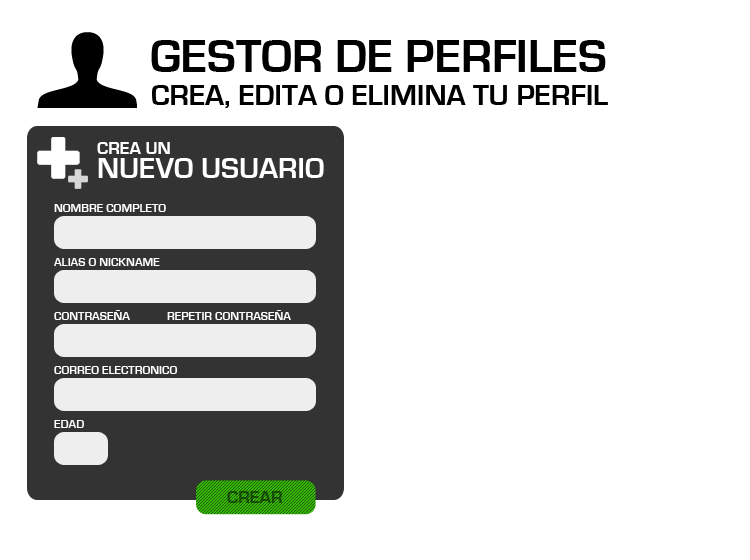 GESTOR DE PERFILES
CREA, EDITA O ELIMINA TU PERFIL
CREA UN
NUEVO USUARIO
NOMBRE COMPLETO
ALIAS O NICKNAME
CONTRASEÑA REPETIR CONTRASEÑA
CORREO ELECTRONICO
EDAD
CREAR